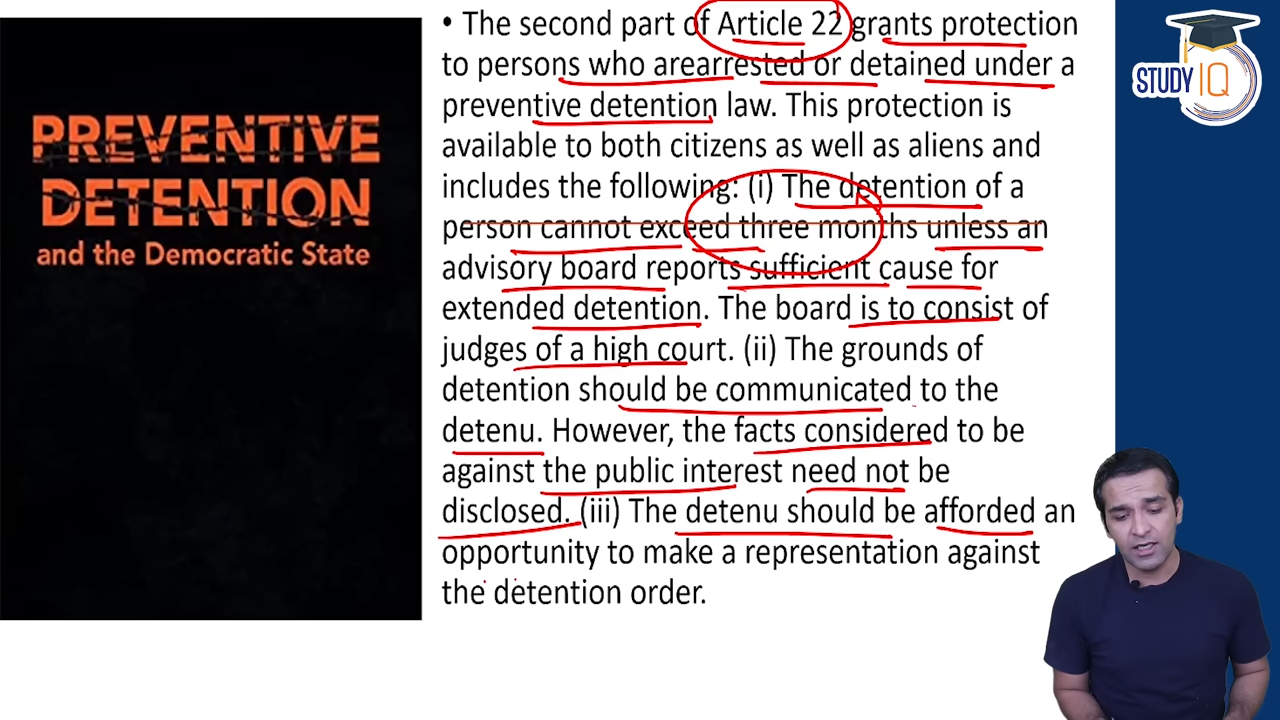 PREVENTIVE
DETENTION
and the Democratic State
• The second part of Article 22 grants protection
to persons who arearrested or detained under a
preventive detention law. This protection is
available to both citizens as well as aliens and
includes the following: (i) The detention of a
person cannot exceed three months unless an
advisory board reports sufficient cause for
extended detention. The board is to consist of
judges of a high court. (ii) The grounds of
detention should be communicated to the
detenu. However, the facts considered to be
against the public interest need not be
disclosed. (iii) The detenu should be afforded an
opportunity to make a representation against
the detention order.
STUDY IQ